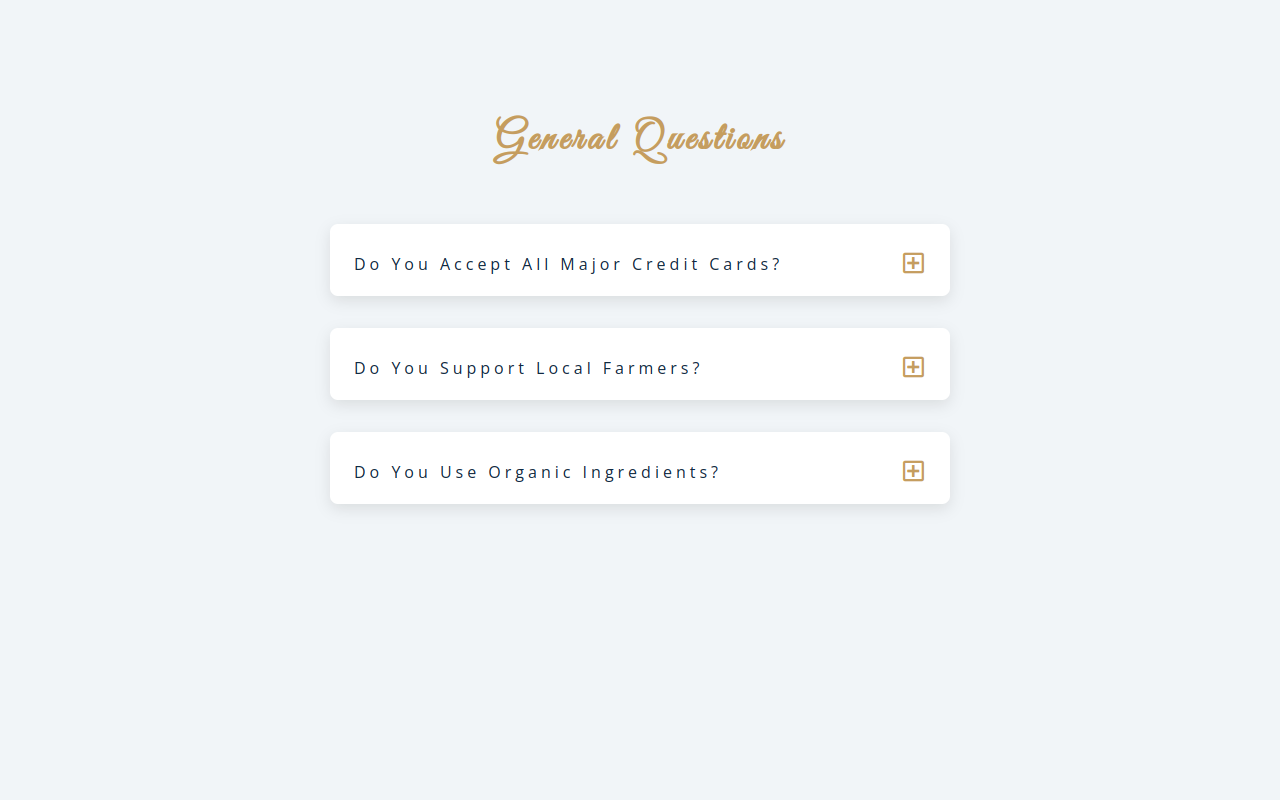 General Questions
Do You Accept All Major Credit Cards?
Do You Support Local Farmers?
Do You Use Organic Ingredients?